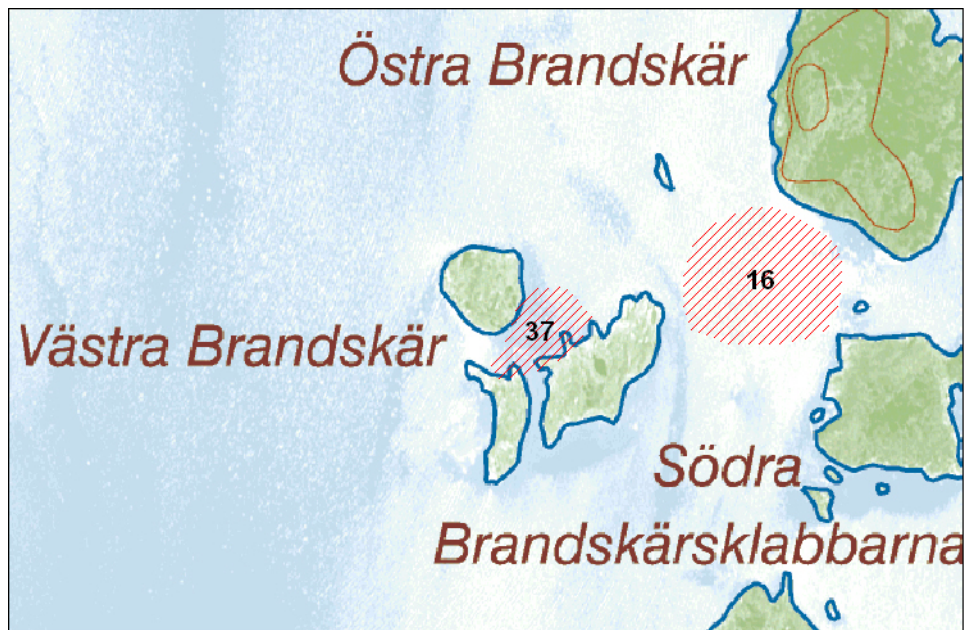 Östra Brandskär
16
37
Västra Brandskär
Södra
Brandskärsklabbarna